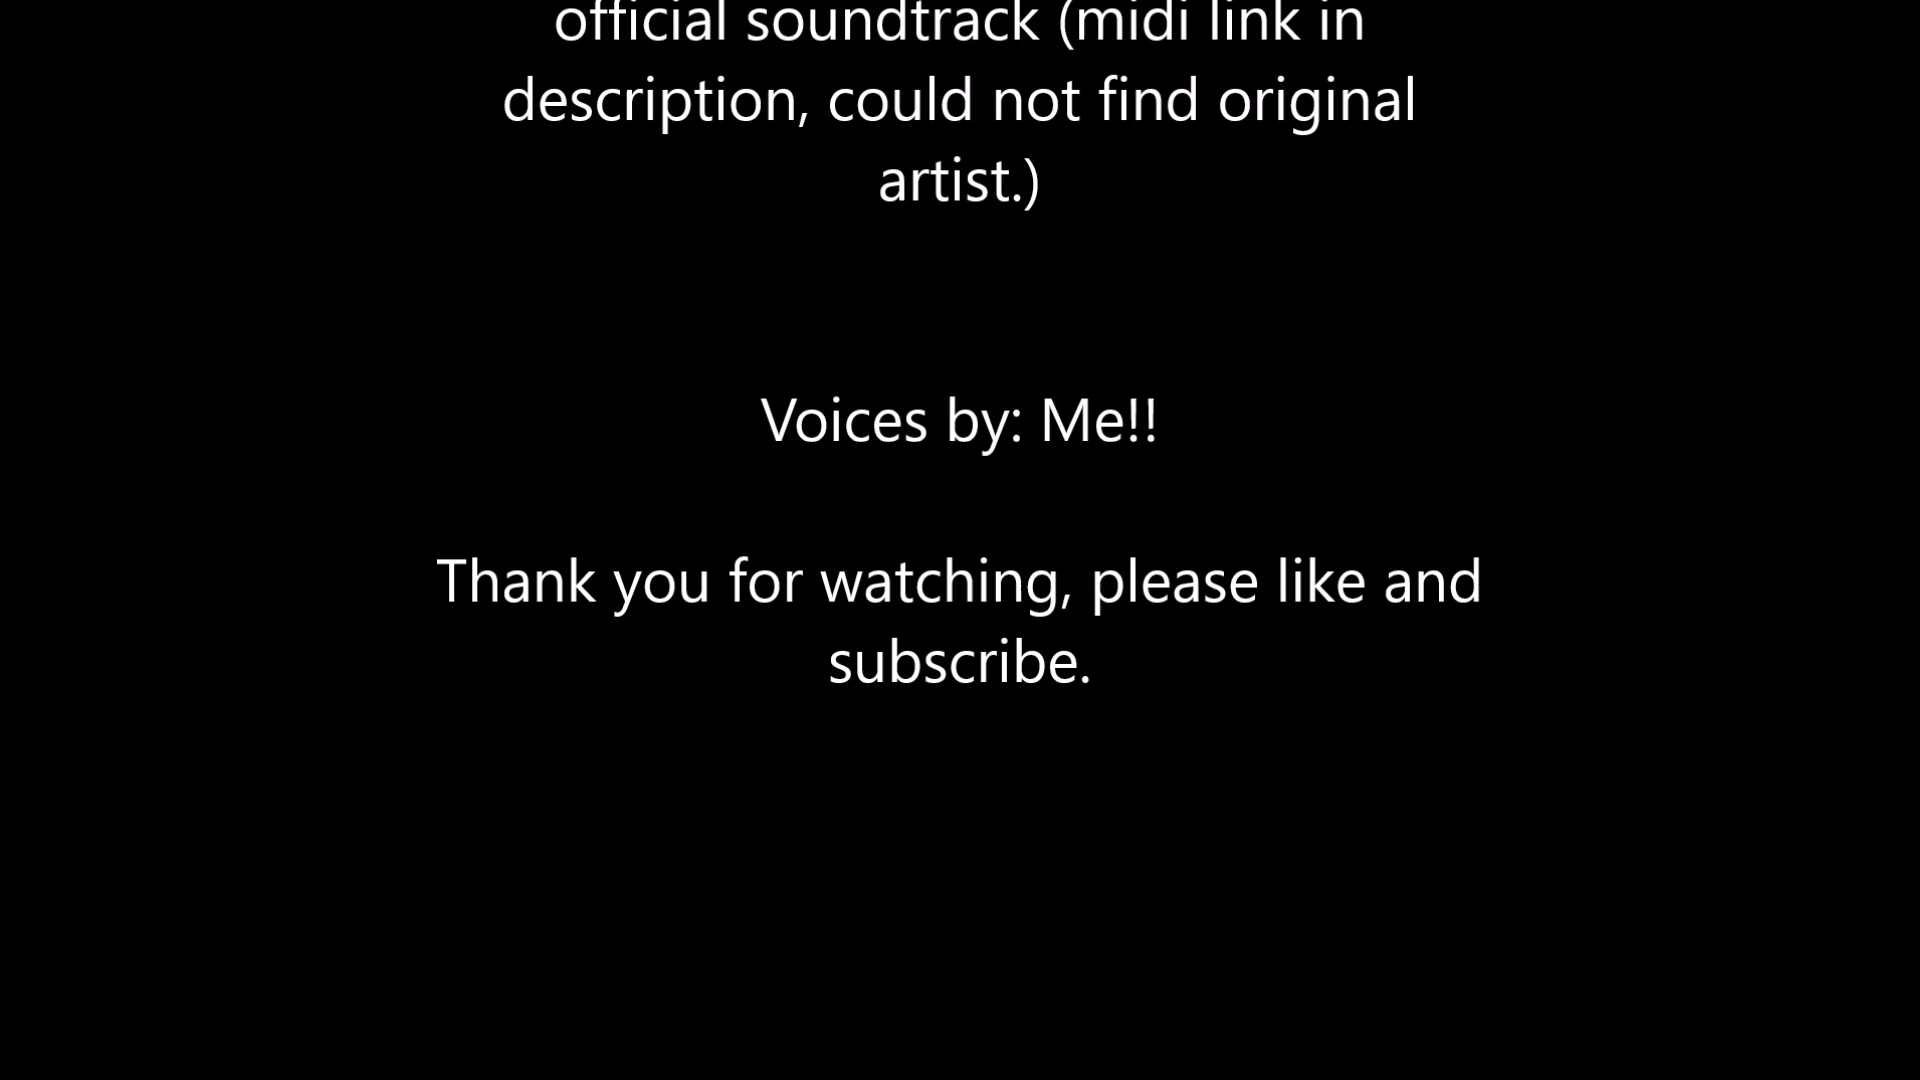 official soundtrack (midi link in
description, could not find original
artist.)
Voices by: Me!!
Thank you for watching, please like and
subscribe.